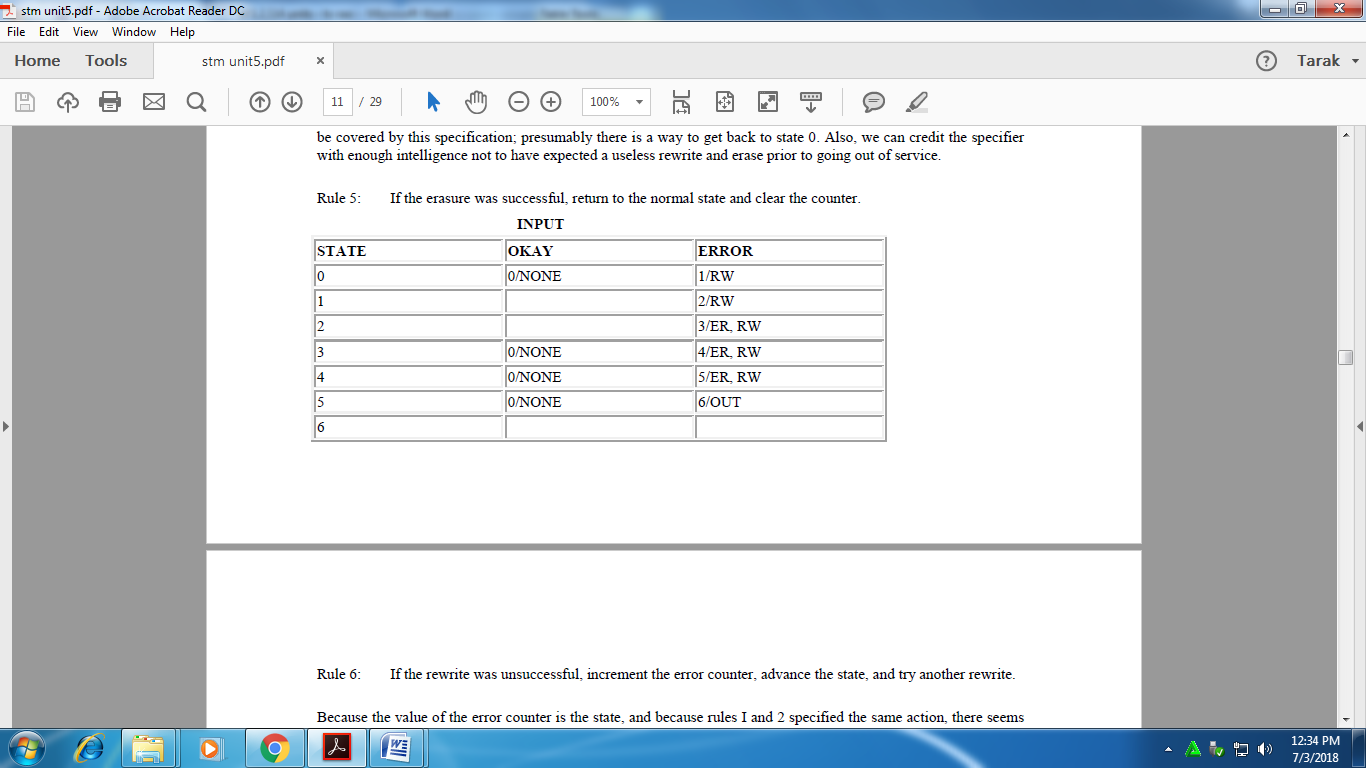 stm unit5.pdf - Adobe Acrobat Reader DC
File Edit View Window Help
Home Tools stm unit5.pdf × Tarak
11 / 29 100%
be covered by this specification; presumably there is a way to get back to state 0. Also, we can credit the specifier
with enough intelligence not to have expected a useless rewrite and erase prior to going out of service.
Rule 5: If the erasure was successful, return to the normal state and clear the counter.
INPUT
STATE OKAY ERROR
0 0/NONE 1/RW
1 2/RW
2 3/ER, RW
3 0/NONE 4/ER, RW
4 0/NONE 5/ER, RW
5 0/NONE 6/OUT
6
Rule 6: If the rewrite was unsuccessful, increment the error counter, advance the state, and try another rewrite.
Because the value of the error counter is the state, and because rules I and 2 specified the same action, there seems
12:34 PM
7/3/2018